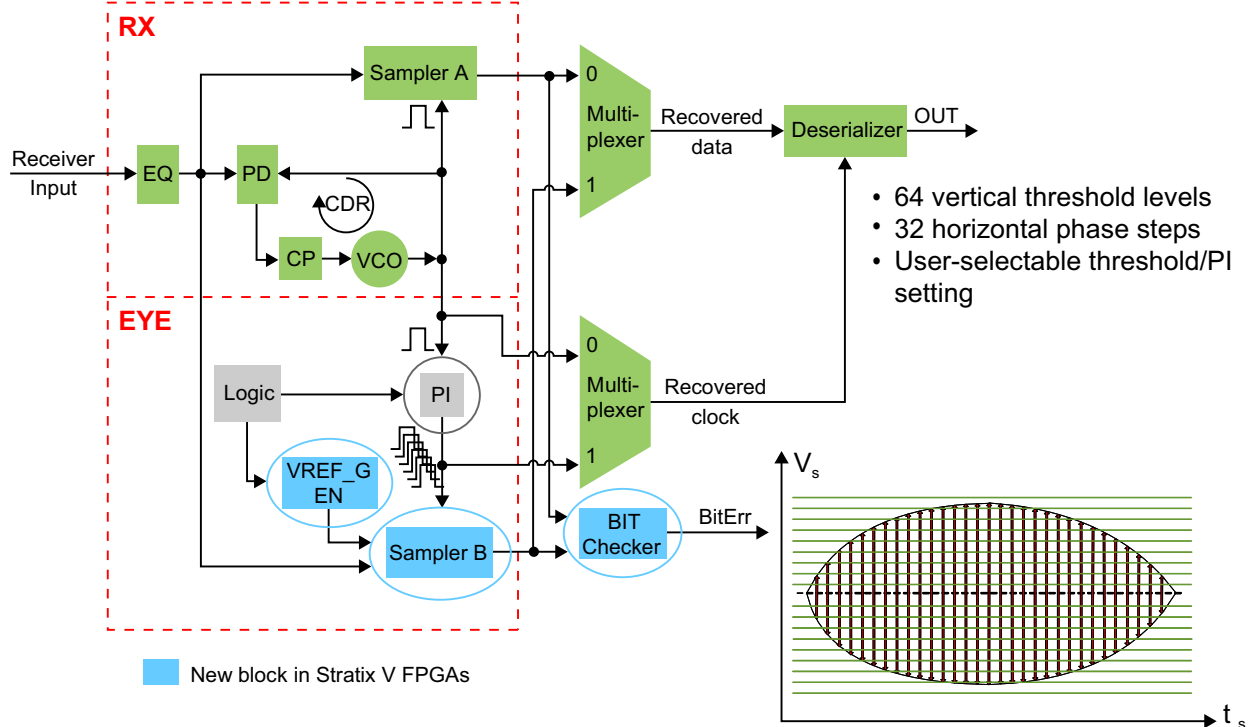 RX
Sampler A
0
Multi-
plexer
1
Recovered
data
Deserializer
OUT
Receiver
Input
EQ
PD
CDR
CP
VCO
• 64 vertical threshold levels
• 32 horizontal phase steps
• User-selectable threshold/PI
setting
EYE
Logic
PI
VREF_G
EN
Sampler B
0
Multi-
plexer
1
Recovered
clock
BIT
Checker
BitErr
Vs
ts
New block in Stratix V FPGAs